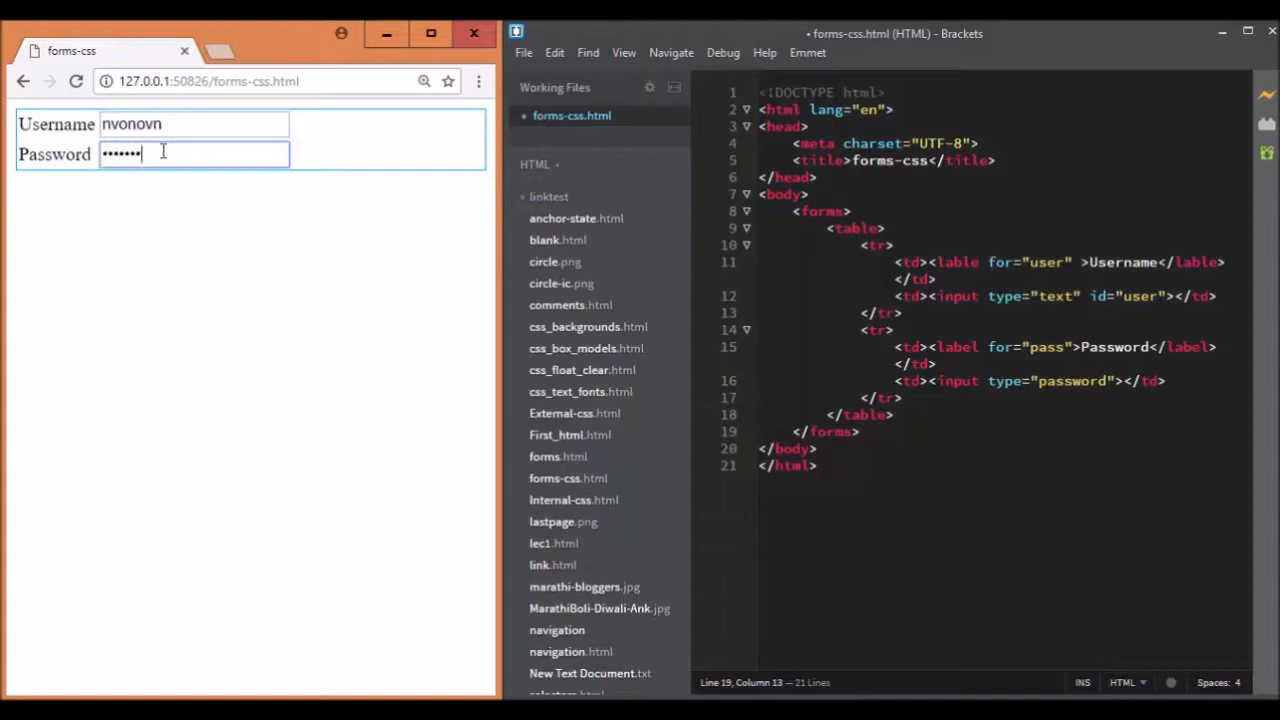 forms-css
127.0.0.1:50826/forms-css.html
Username nvonovn
Password •••••••
• forms-css.html (HTML) - Brackets
File Edit Find View Navigate Debug Help Emmet
Working Files
forms-css.html
HTML
linktest
anchor-state.html
blank.html
circle.png
circle-ic.png
comments.html
css_backgrounds.html
css_box_models.html
css_float_clear.html
css_text_fonts.html
External-css.html
First_html.html
forms.html
forms-css.html
Internal-css.html
lastpage.png
lec1.html
link.html
marathi-bloggers.jpg
MarathiBoli-Diwali-Ank.jpg
navigation
navigation.html
New Text Document.txt
1 <!DOCTYPE html>
2 <html lang="en">
3 <head>
4 <meta charset="UTF-8">
5 <title>forms-css</title>
6 </head>
7 <body>
8 <forms>
9 <table>
10 <tr>
11 <td><lable for="user" >Username</lable>
</td>
12 <td><input type="text" id="user"></td>
13 </tr>
14 <tr>
15 <td><label for="pass">Password</label>
</td>
16 <td><input type="password"></td>
17 </tr>
18 </table>
19 </forms>
20 </body>
21 </html>
Line 19, Column 13 — 21 Lines
INS HTML Spaces: 4